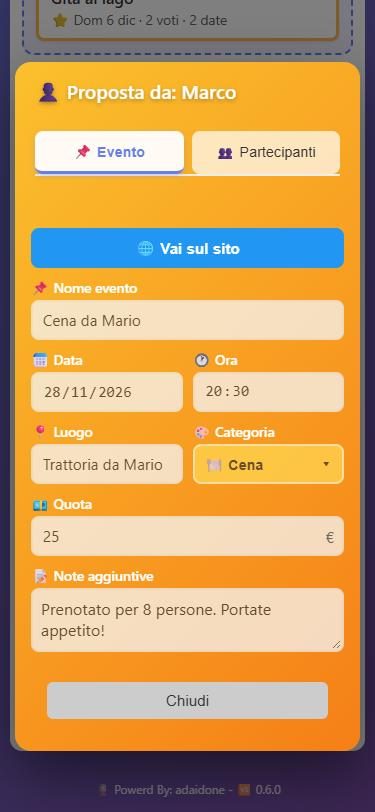 Gita al lago
Dom 6 dic · 2 voti · 2 date
Proposta da: Marco
Evento
Partecipanti
Vai sul sito
Nome evento
Cena da Mario
Data
Ora
28/11/2026
20:30
Luogo
Categoria
Trattoria da Mario
Cena
Quota
25
€
Note aggiuntive
Prenotato per 8 persone. Portate
appetito!
Chiudi
Powerd By: adaidone - 🆚 0.6.0